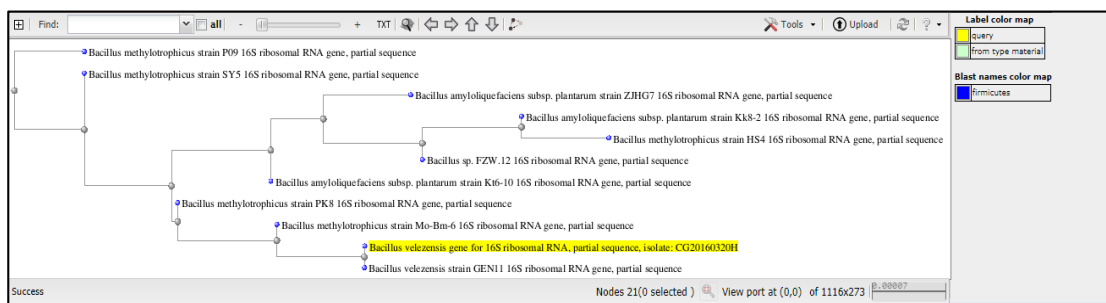 Find: all - + TXT Tools Upload ?
Bacillus methylotrophicus strain P09 16S ribosomal RNA gene, partial sequence
Bacillus methylotrophicus strain SY5 16S ribosomal RNA gene, partial sequence
Bacillus amyloliquefaciens subsp. plantarum strain ZJHG7 16S ribosomal RNA gene, partial sequence
Bacillus amyloliquefaciens subsp. plantarum strain Kk8-2 16S ribosomal RNA gene, partial sequence
Bacillus methylotrophicus strain HS4 16S ribosomal RNA gene, partial sequence
Bacillus sp. FZW.12 16S ribosomal RNA gene, partial sequence
Bacillus amyloliquefaciens subsp. plantarum strain Kt6-10 16S ribosomal RNA gene, partial sequence
Bacillus methylotrophicus strain PK8 16S ribosomal RNA gene, partial sequence
Bacillus methylotrophicus strain Mo-Bm-6 16S ribosomal RNA gene, partial sequence
Bacillus velezensis gene for 16S ribosomal RNA, partial sequence, isolate: CG20160320H
Bacillus velezensis strain GEN11 16S ribosomal RNA gene, partial sequence
Success Nodes 21(0 selected ) View port at (0,0) of 1116x273 0.00007
Label color map
query
from type material
Blast names color map
firmicutes